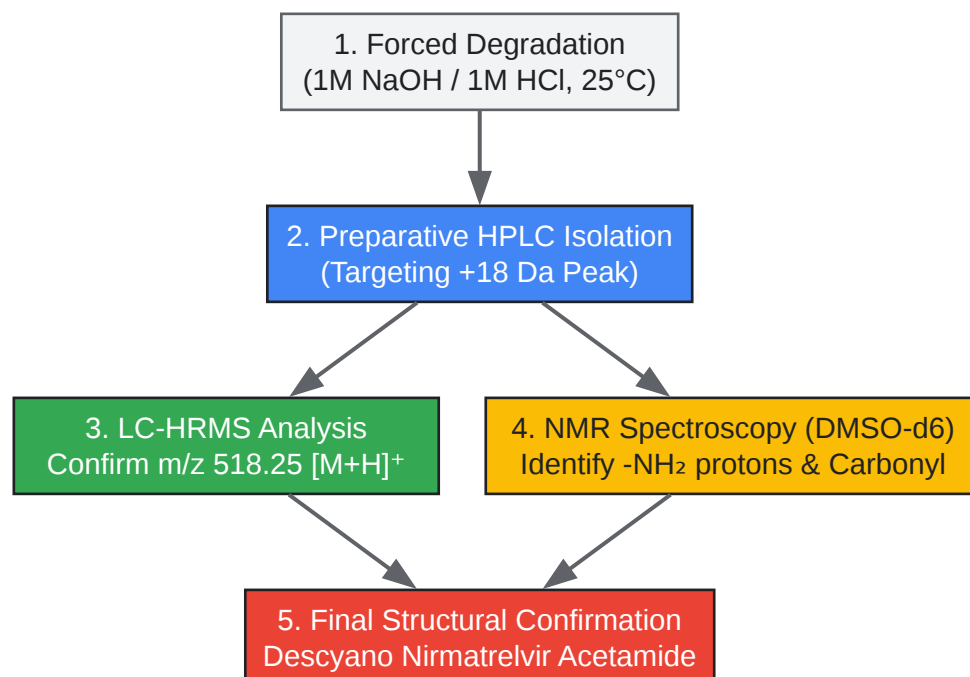 1. Forced Degradation
(1M NaOH / 1M HCl, 25°C)
2. Preparative HPLC Isolation
(Targeting +18 Da Peak)
3. LC-HRMS Analysis
Confirm m/z 518.25 [M+H]⁺
4. NMR Spectroscopy (DMSO-d6)
Identify -NH₂ protons & Carbonyl
5. Final Structural Confirmation
Descyano Nirmatrelvir Acetamide